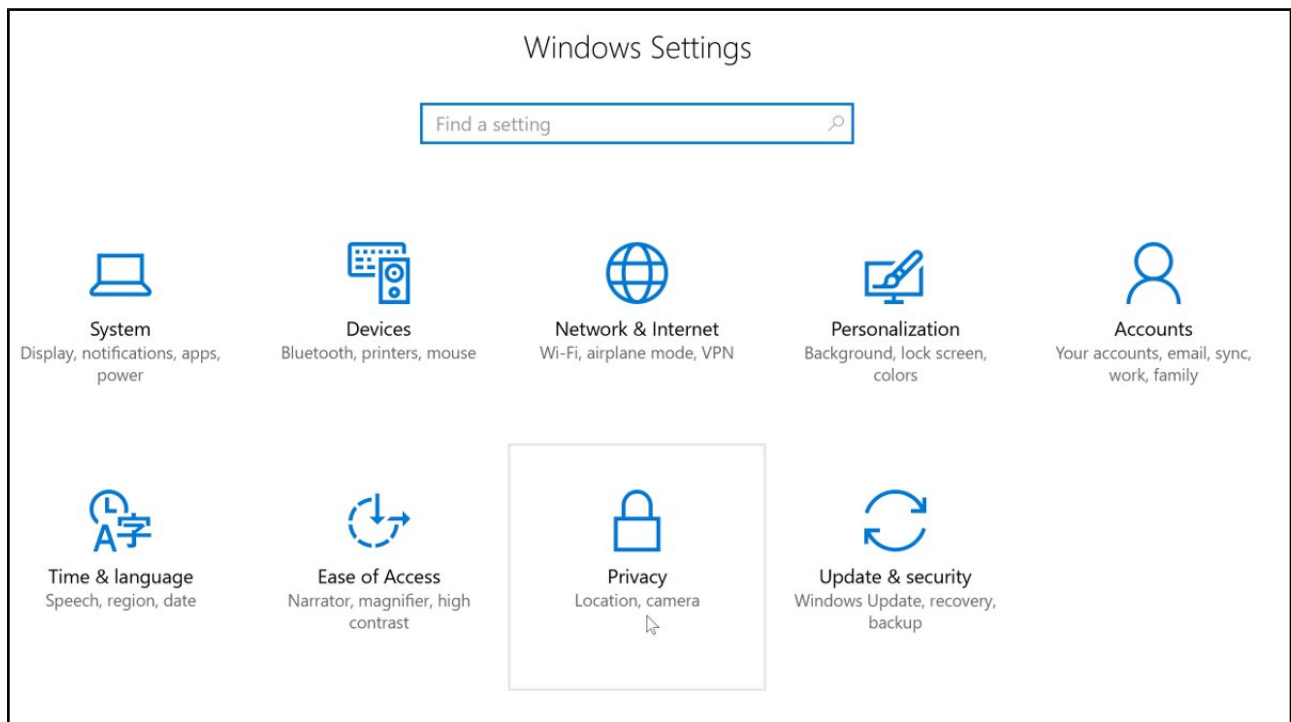 Windows Settings
Find a setting
System
Display, notifications, apps,
power
Devices
Bluetooth, printers, mouse
Network & Internet
Wi-Fi, airplane mode, VPN
Personalization
Background, lock screen,
colors
Accounts
Your accounts, email, sync,
work, family
A字
Time & language
Speech, region, date
Ease of Access
Narrator, magnifier, high
contrast
Privacy
Location, camera
Update & security
Windows Update, recovery,
backup